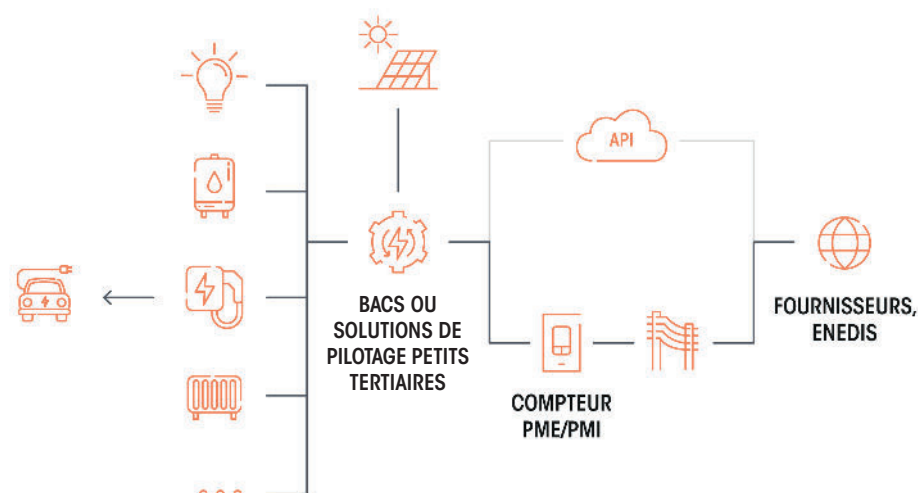 API
BACS OU
SOLUTIONS DE
PILOTAGE PETITS
TERTIAIRES
FOURNISSEURS,
ENEDIS
COMPTEUR
PME/PMI